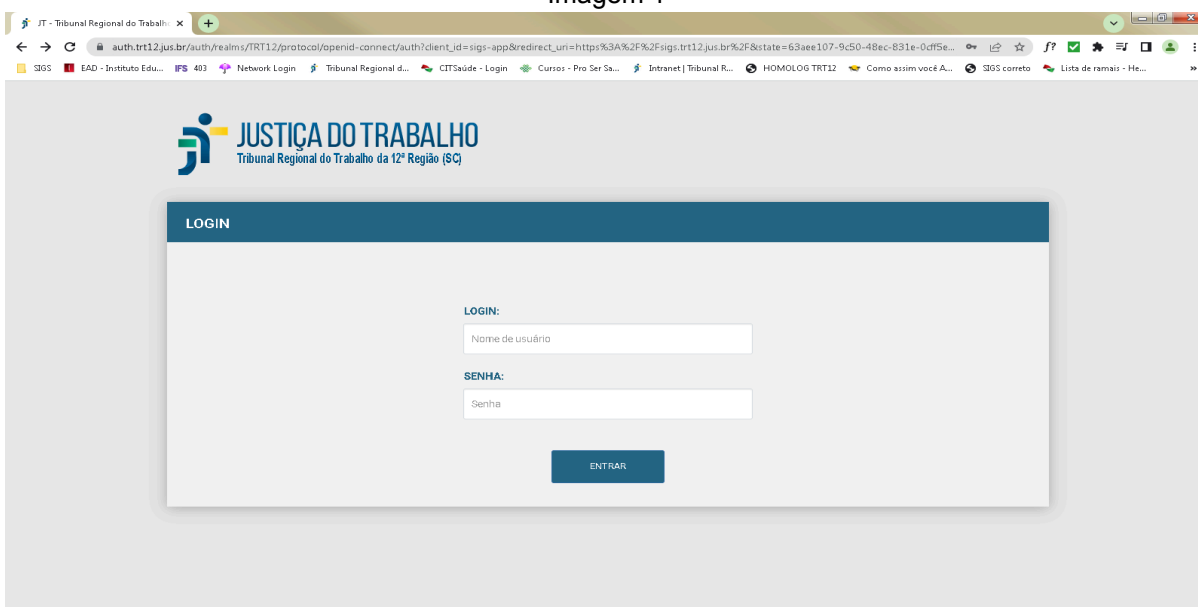 JT - Tribunal Regional do Trabalh
auth.trt12.jus.br/auth/realms/TRT12/protocol/openid-connect/auth?client_id=sigs-app&redirect_uri=https%3A%2F%2Fsigs.trt12.jus.br%2F&state=63aee107-9c50-48ec-831e-0cff5e...
SIGS EAD - Instituto Edu... IFS 403 Network Login Tribunal Regional d... CITSaúde - Login Cursos - Pro Ser Sa... Intranet | Tribunal R... HOMOLOG TRT12 Como assim você A... SIGS correto Lista de ramais - He... »
JUSTIÇA DO TRABALHO
Tribunal Regional do Trabalho da 12ª Região (SC)
LOGIN
LOGIN:
Nome de usuário
SENHA:
Senha
ENTRAR